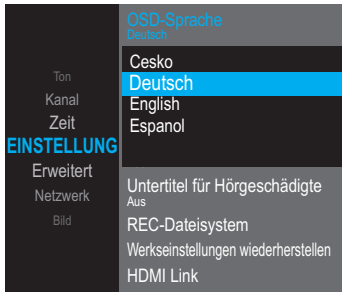 Ton
Kanal
Zeit
EINSTELLUNG
Erweitert
Netzwerk
Bild
OSD-Sprache
Deutsch
Cesko
Deutsch
English
Espanol
Untertitel für Hörgeschädigte
Aus
REC-Dateisystem
Werkseinstellungen wiederherstellen
HDMI Link